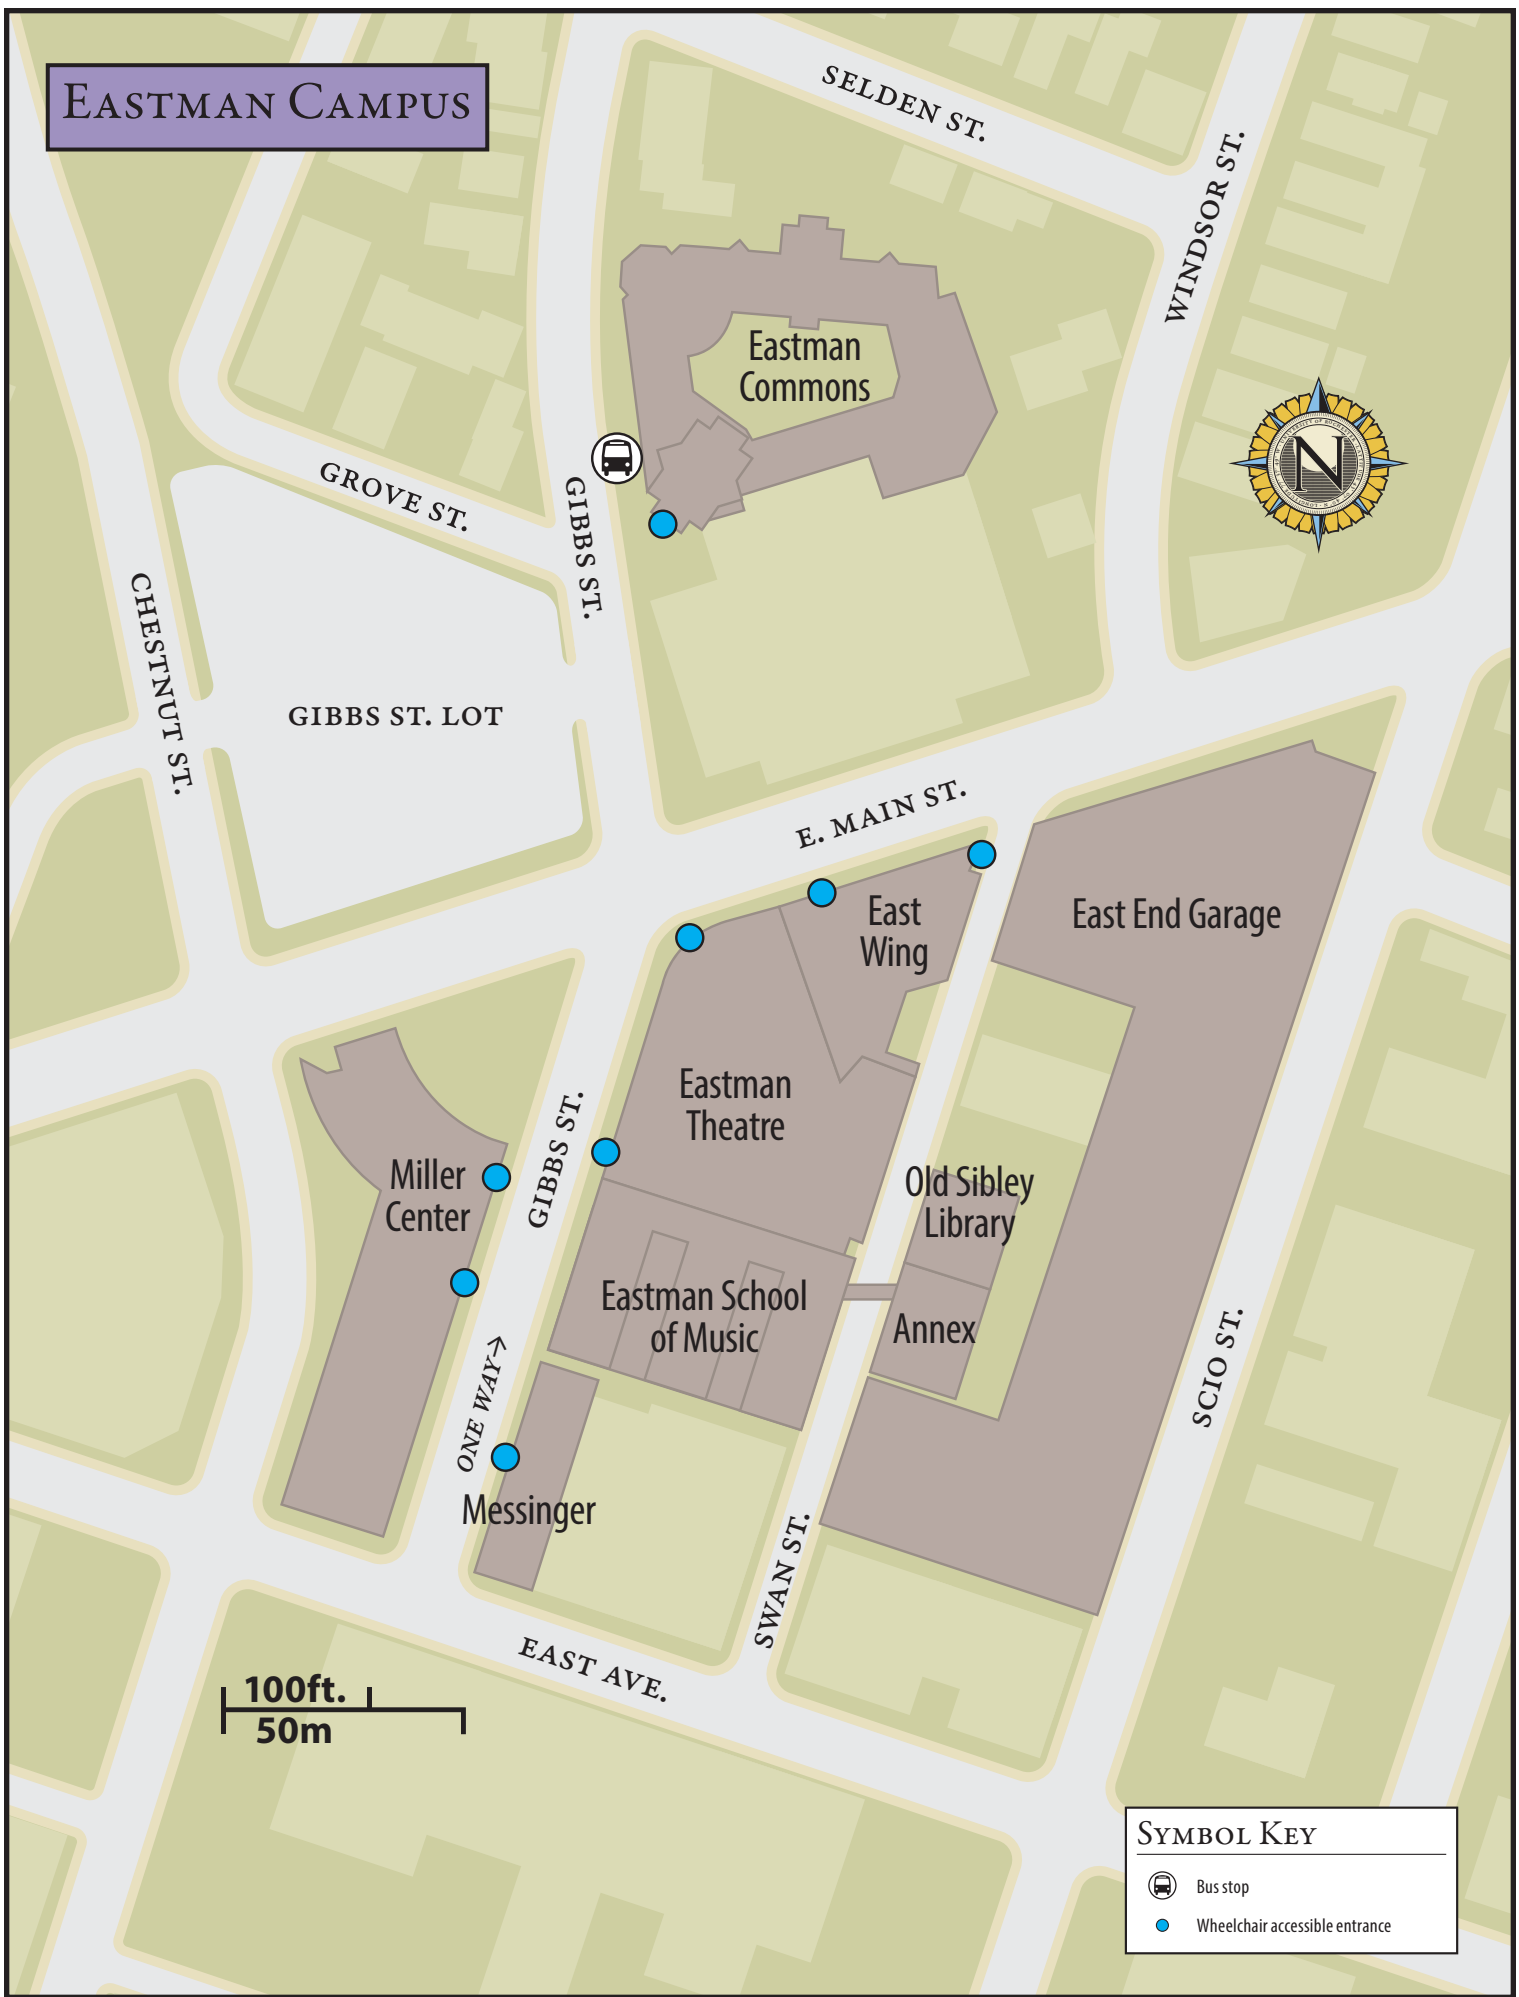 EASTMAN CAMPUS
SELDEN ST.
WINDSOR ST.
Eastman
Commons
N
GROVE ST.
GIBBS ST.
CHESTNUT ST.
GIBBS ST. LOT
E. MAIN ST.
East
Wing
East End Garage
Eastman
Theatre
Miller
Center
GIBBS ST.
Old Sibley
Library
Eastman School
of Music
Annex
SCIO ST.
ONE WAY→
Messinger
SWAN ST.
EAST AVE.
100ft.
50m
SYMBOL KEY
Bus stop
Wheelchair accessible entrance